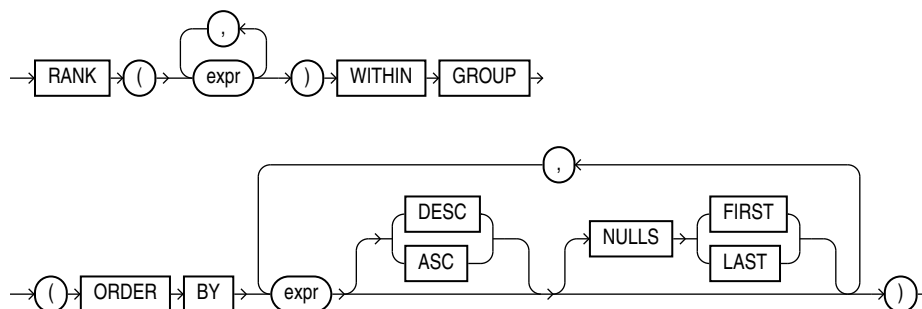 ,
RANK ( expr ) WITHIN GROUP
,
DESC FIRST
NULLS
ASC LAST
( ORDER BY expr )